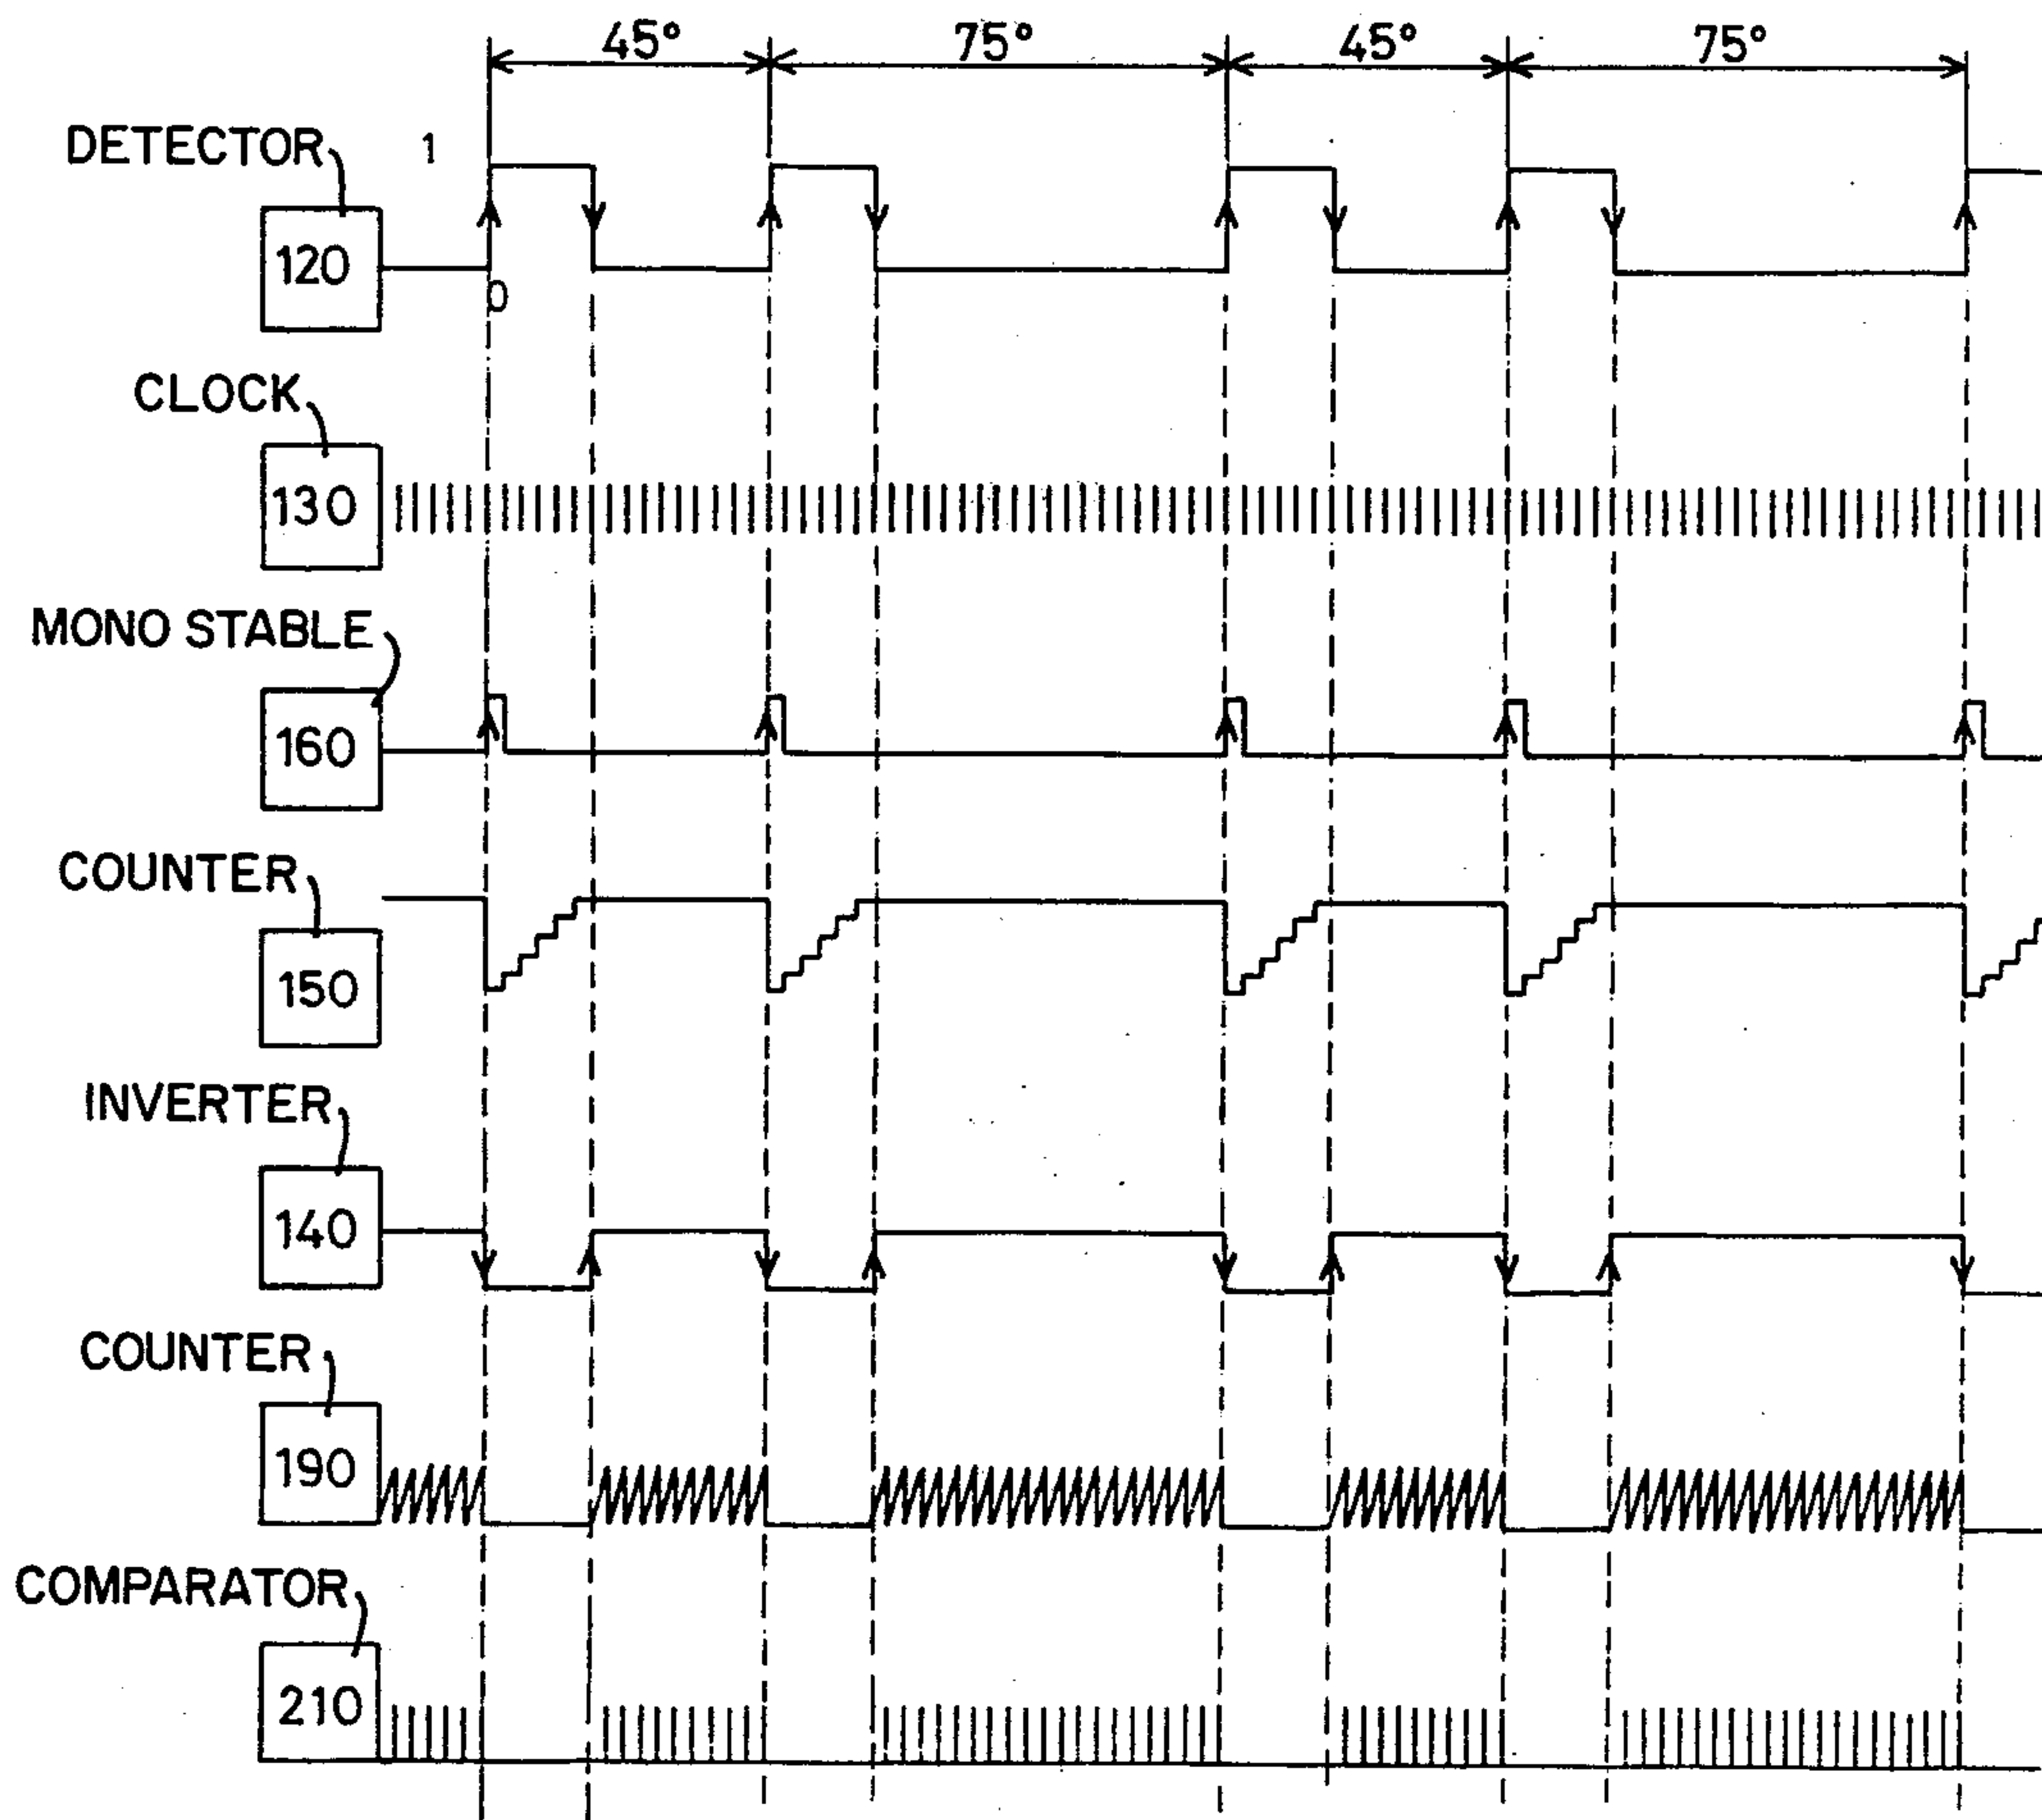 45° 75° 45° 75°
DETECTOR
1
120
0
CLOCK
130
MONO STABLE
160
COUNTER
150
INVERTER
140
COUNTER
190
COMPARATOR
210